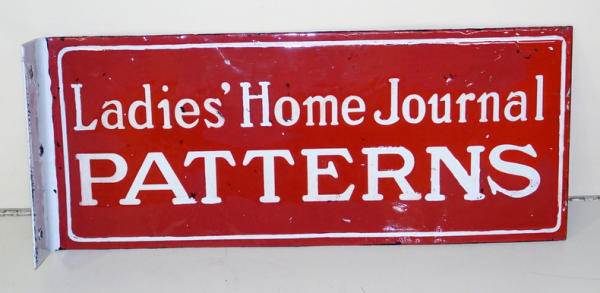 Ladies' Home Journal
PATTERNS